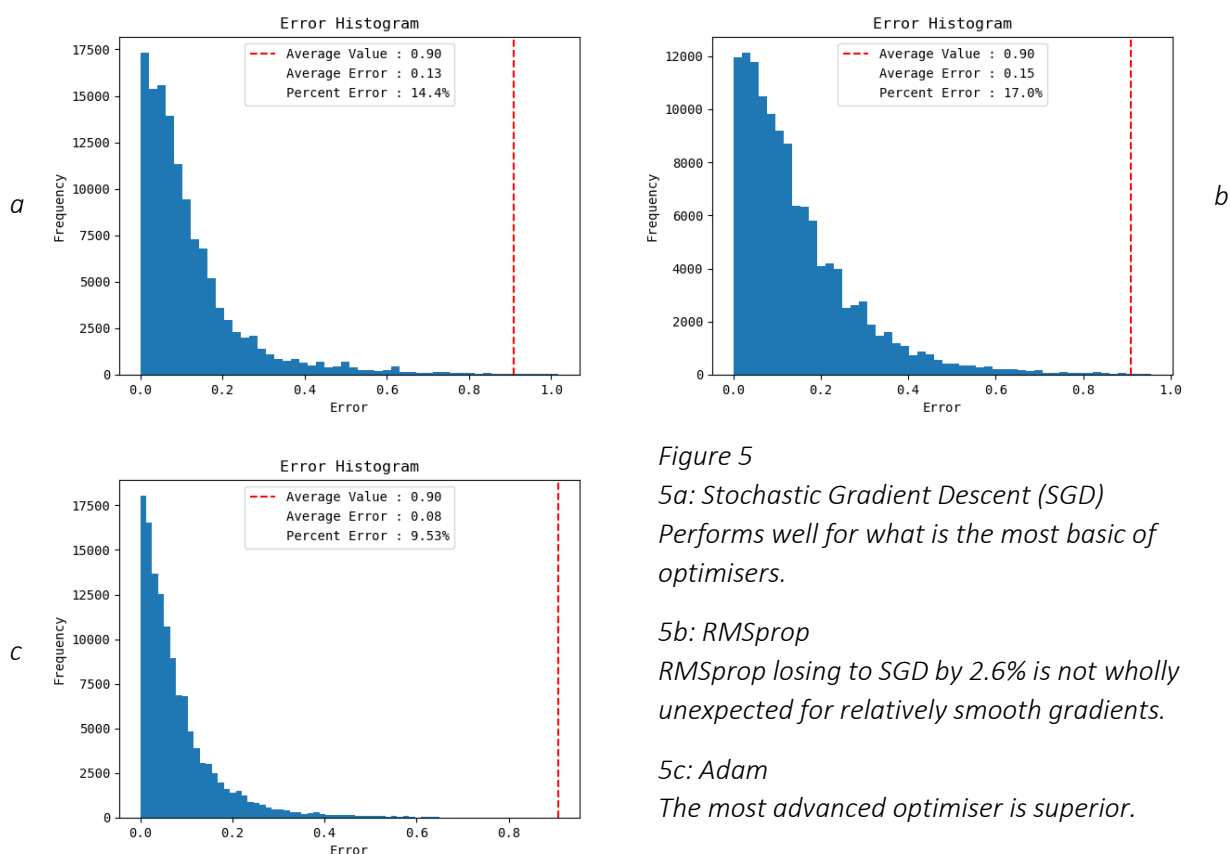 Error Histogram
17500
15000
12500
10000
7500
5000
2500
0
Frequency
Average Value : 0.90
Average Error : 0.13
Percent Error : 14.4%
0.0 0.2 0.4 0.6 0.8 1.0
Error
a
Error Histogram
12000
10000
8000
6000
4000
2000
0
Frequency
Average Value : 0.90
Average Error : 0.15
Percent Error : 17.0%
0.0 0.2 0.4 0.6 0.8 1.0
Error
b
Error Histogram
17500
15000
12500
10000
7500
5000
2500
0
Frequency
Average Value : 0.90
Average Error : 0.08
Percent Error : 9.53%
0.0 0.2 0.4 0.6 0.8
Error
c
Figure 5
5a: Stochastic Gradient Descent (SGD)
Performs well for what is the most basic of
optimisers.
5b: RMSprop
RMSprop losing to SGD by 2.6% is not wholly
unexpected for relatively smooth gradients.
5c: Adam
The most advanced optimiser is superior.